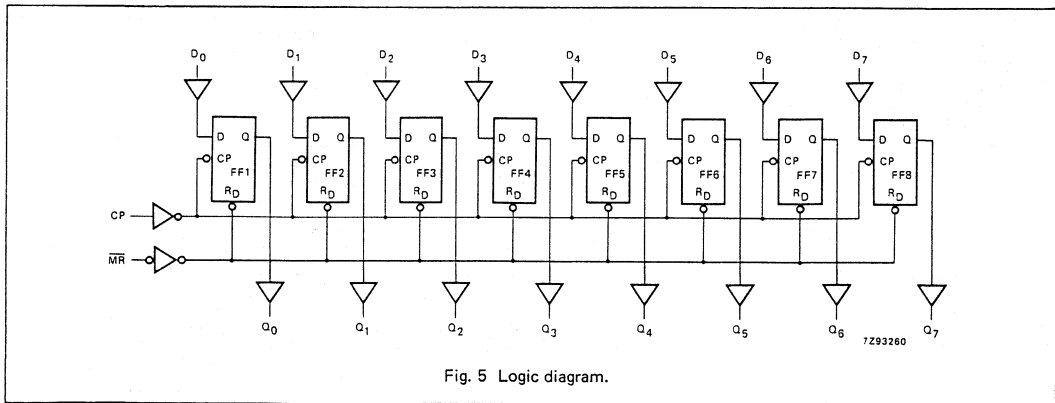 D0 D1 D2 D3 D4 D5 D6 D7
D Q D Q D Q D Q D Q D Q D Q D Q
CP CP CP CP CP CP CP CP
FF1 FF2 FF3 FF4 FF5 FF6 FF7 FF8
RD RD RD RD RD RD RD RD
CP
M̅R̅
Q0 Q1 Q2 Q3 Q4 Q5 Q6 Q7
7Z93260
Fig. 5 Logic diagram.